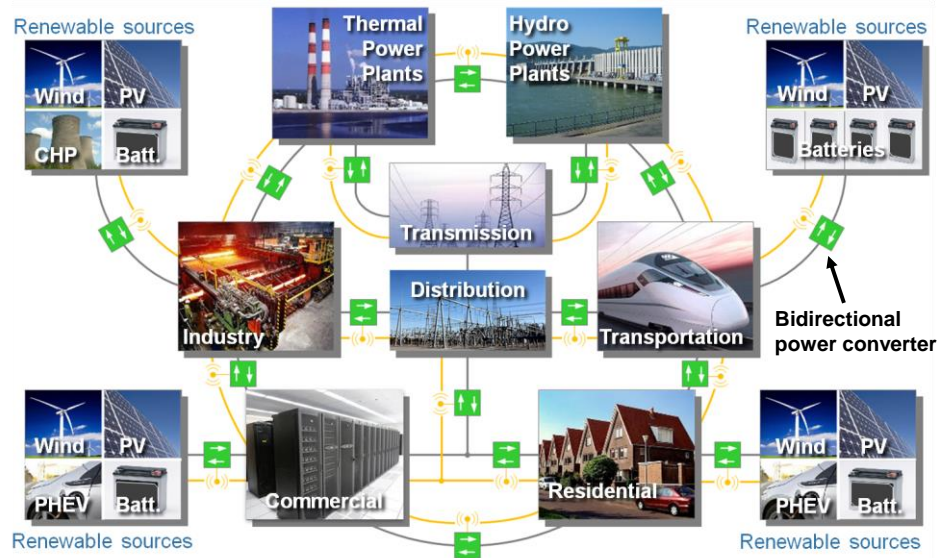 Renewable sources
Wind PV
CHP Batt.
Thermal
Power
Plants
Hydro
Power
Plants
Renewable sources
Wind PV
Batteries
Transmission
Industry
Distribution
Transportation
Bidirectional
power converter
Wind PV
PHEV Batt.
Renewable sources
Commercial
Residential
Wind PV
PHEV Batt.
Renewable sources